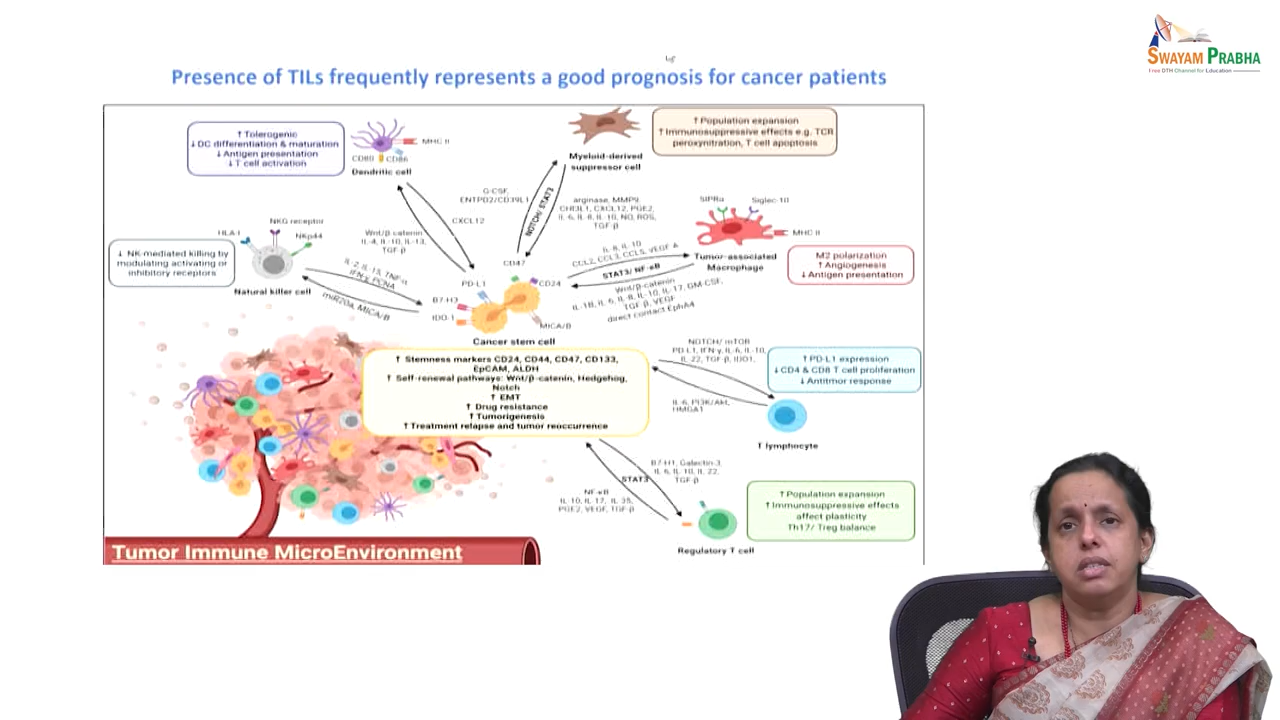 SWAYAM PRABHA
Free DTH Channel for Education
Presence of TILs frequently represents a good prognosis for cancer patients
↑ Tolerogenic
↓ DC differentiation & maturation
↓ Antigen presentation
↓ T cell activation
MHC II
CD80
CD86
Dendritic cell
Myeloid-derived
suppressor cell
↑ Population expansion
↑ Immunosuppressive effects e.g. TCR
peroxynitration, T cell apoptosis
G-CSF,
ENTPD2/CD39L1
CXCL12
NOTCH/ STAT3
arginase, MMP9,
CHI3L1, CXCL12, PGE2,
IL-6, IL-8, IL-10, NO, ROS,
TGF-β
SIPRα
Siglec-10
MHC II
Tumor-associated
Macrophage
M2 polarization
↑ Angiogenesis
↓ Antigen presentation
NKG receptor
HLA-I
NKp44
↓ NK-mediated killing by
modulating activating or
inhibitory receptors
Natural killer cell
Wnt/β-catenin
IL-4, IL-10, IL-13,
TGF-β
IL-2, IL-15, TNF-α
IFN-γ, PCNA
miR20a, MICA/B
CD47
PD-L1
CD24
B7-H3
IDO-1
MICA/B
Cancer stem cell
IL-8, IL-10
CCL2, CCL3, CCL5, VEGF-A
STAT3/ NF-κB
Wnt/β-catenin
IL-1B, IL-6, IL-8, IL-10, IL-17, GM-CSF,
TGF-β, VEGF
direct contact EphA4
↑ Stemness markers CD24, CD44, CD47, CD133,
EpCAM, ALDH
↑ Self-renewal pathways: Wnt/β-catenin, Hedgehog,
Notch
↑ EMT
↑ Drug resistance
↑ Tumorigenesis
↑ Treatment relapse and tumor reoccurrence
NOTCH/ mTOR
PD-L1, IFN-γ, IL-6, IL-10,
IL-22, TGF-β, IDO1,
IL-6, PI3K/Akt,
HMGA1
↑ PD-L1 expression
↓ CD4 & CD8 T cell proliferation
↓ Antitmor response
T lymphocyte
B7-H1, Galectin-3,
IL-6, IL-10, IL-22,
TGF-β
STAT3
NF-κB
IL-10, IL-17, IL-35,
PGE2, VEGF, TGF-β
↑ Population expansion
↑ Immunosuppressive effects
affect plasticity
Th17/ Treg balance
Regulatory T cell
Tumor Immune MicroEnvironment